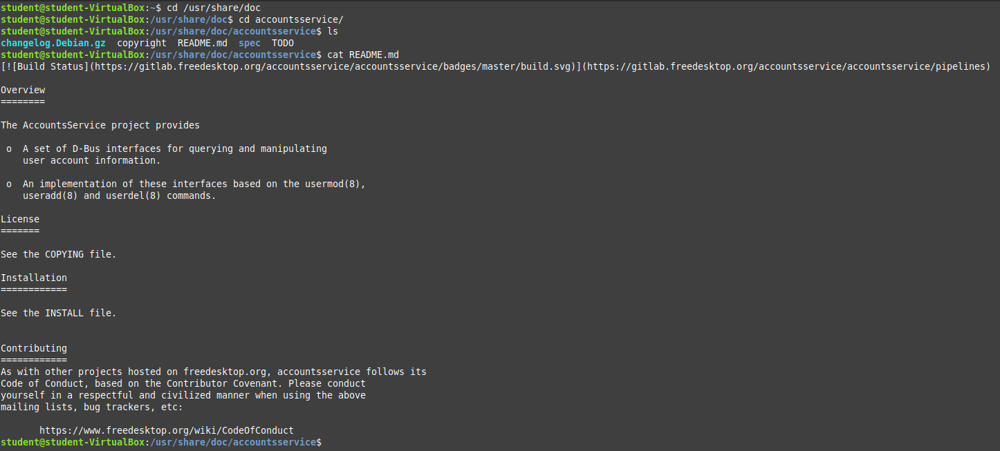 student@student-VirtualBox:~$ cd /usr/share/doc
student@student-VirtualBox:/usr/share/doc$ cd accountsservice/
student@student-VirtualBox:/usr/share/doc/accountsservice$ ls
changelog.Debian.gz  copyright  README.md  spec  TODO
student@student-VirtualBox:/usr/share/doc/accountsservice$ cat README.md
[![Build Status](https://gitlab.freedesktop.org/accountsservice/accountsservice/badges/master/build.svg)](https://gitlab.freedesktop.org/accountsservice/accountsservice/pipelines)

Overview
========

The AccountsService project provides

 o  A set of D-Bus interfaces for querying and manipulating
    user account information.

 o  An implementation of these interfaces based on the usermod(8),
    useradd(8) and userdel(8) commands.

License
=======

See the COPYING file.

Installation
============

See the INSTALL file.


Contributing
============
As with other projects hosted on freedesktop.org, accountsservice follows its
Code of Conduct, based on the Contributor Covenant. Please conduct
yourself in a respectful and civilized manner when using the above
mailing lists, bug trackers, etc:

       https://www.freedesktop.org/wiki/CodeOfConduct
student@student-VirtualBox:/usr/share/doc/accountsservice$